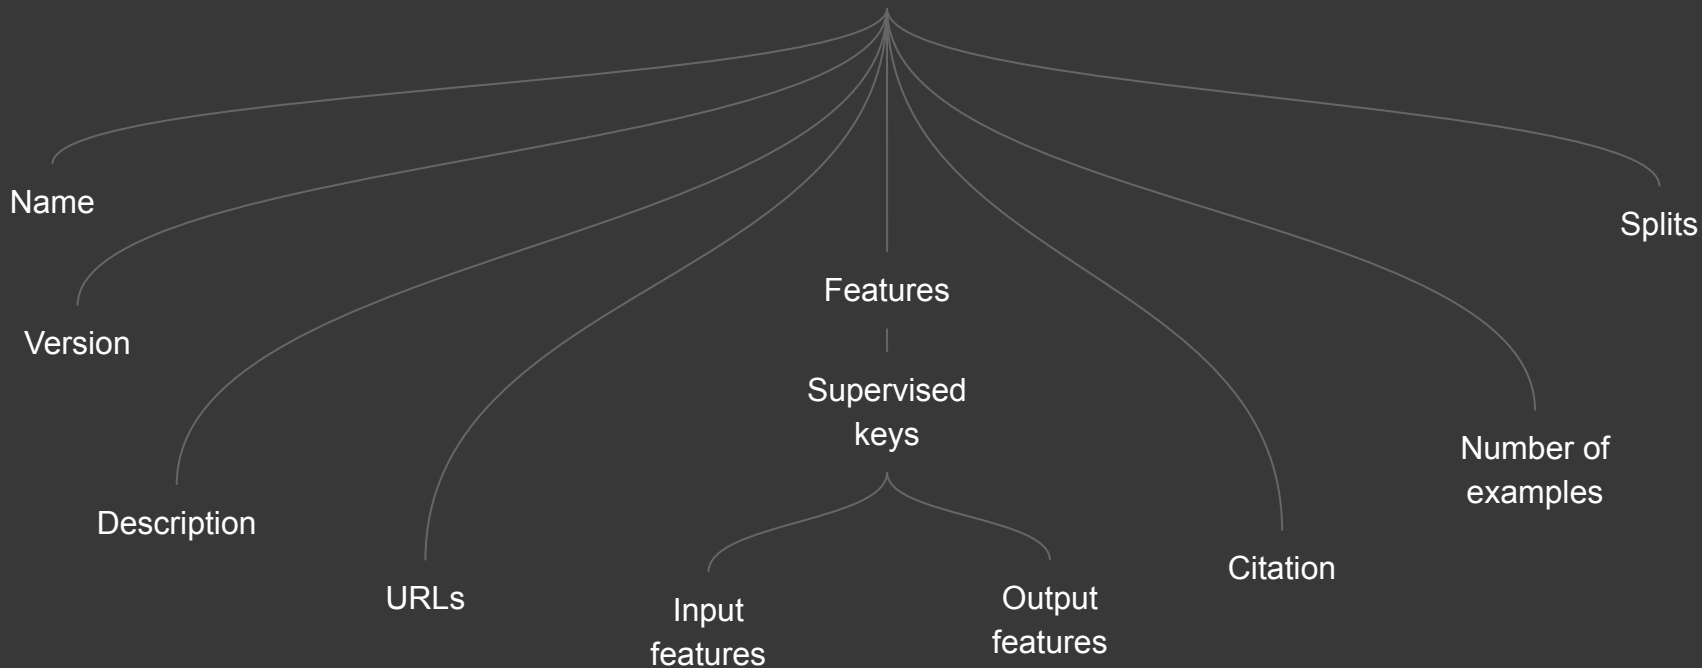 Name
Splits
Features
Version
Supervised
keys
Number of
examples
Description
Citation
URLs
Input
features
Output
features